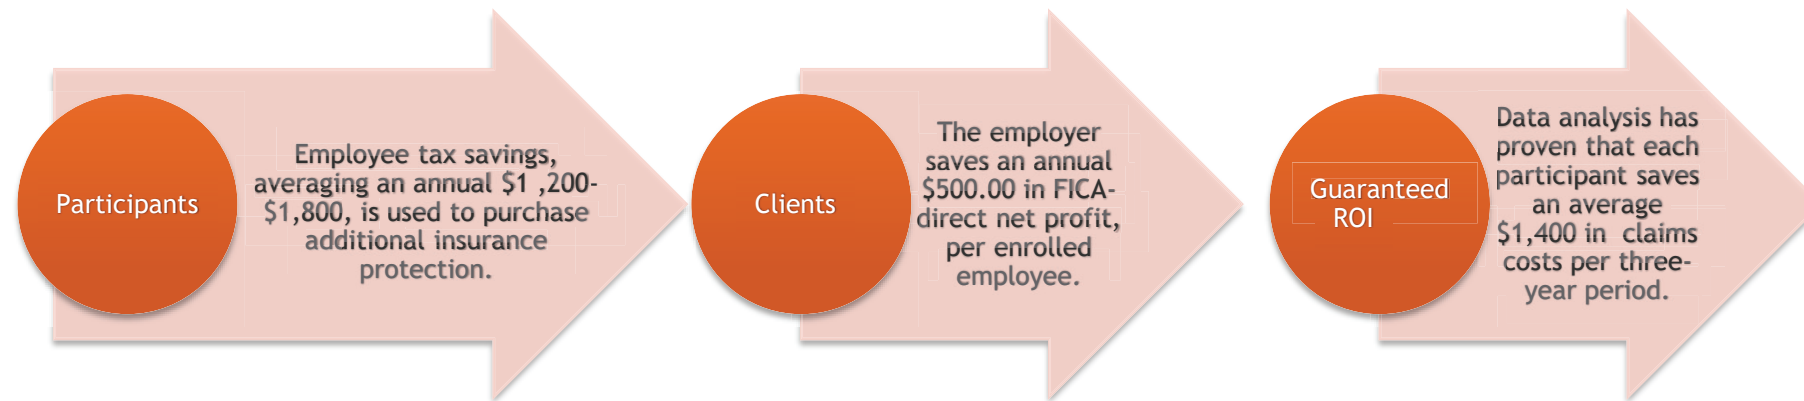 Participants
Employee tax savings,
averaging an annual $1 ,200-
$1,800, is used to purchase
additional insurance
protection.
Clients
The employer
saves an annual
$500.00 in FICA-
direct net profit,
per enrolled
employee.
Guaranteed
ROI
Data analysis has
proven that each
participant saves
an average
$1,400 in claims
costs per three-
year period.